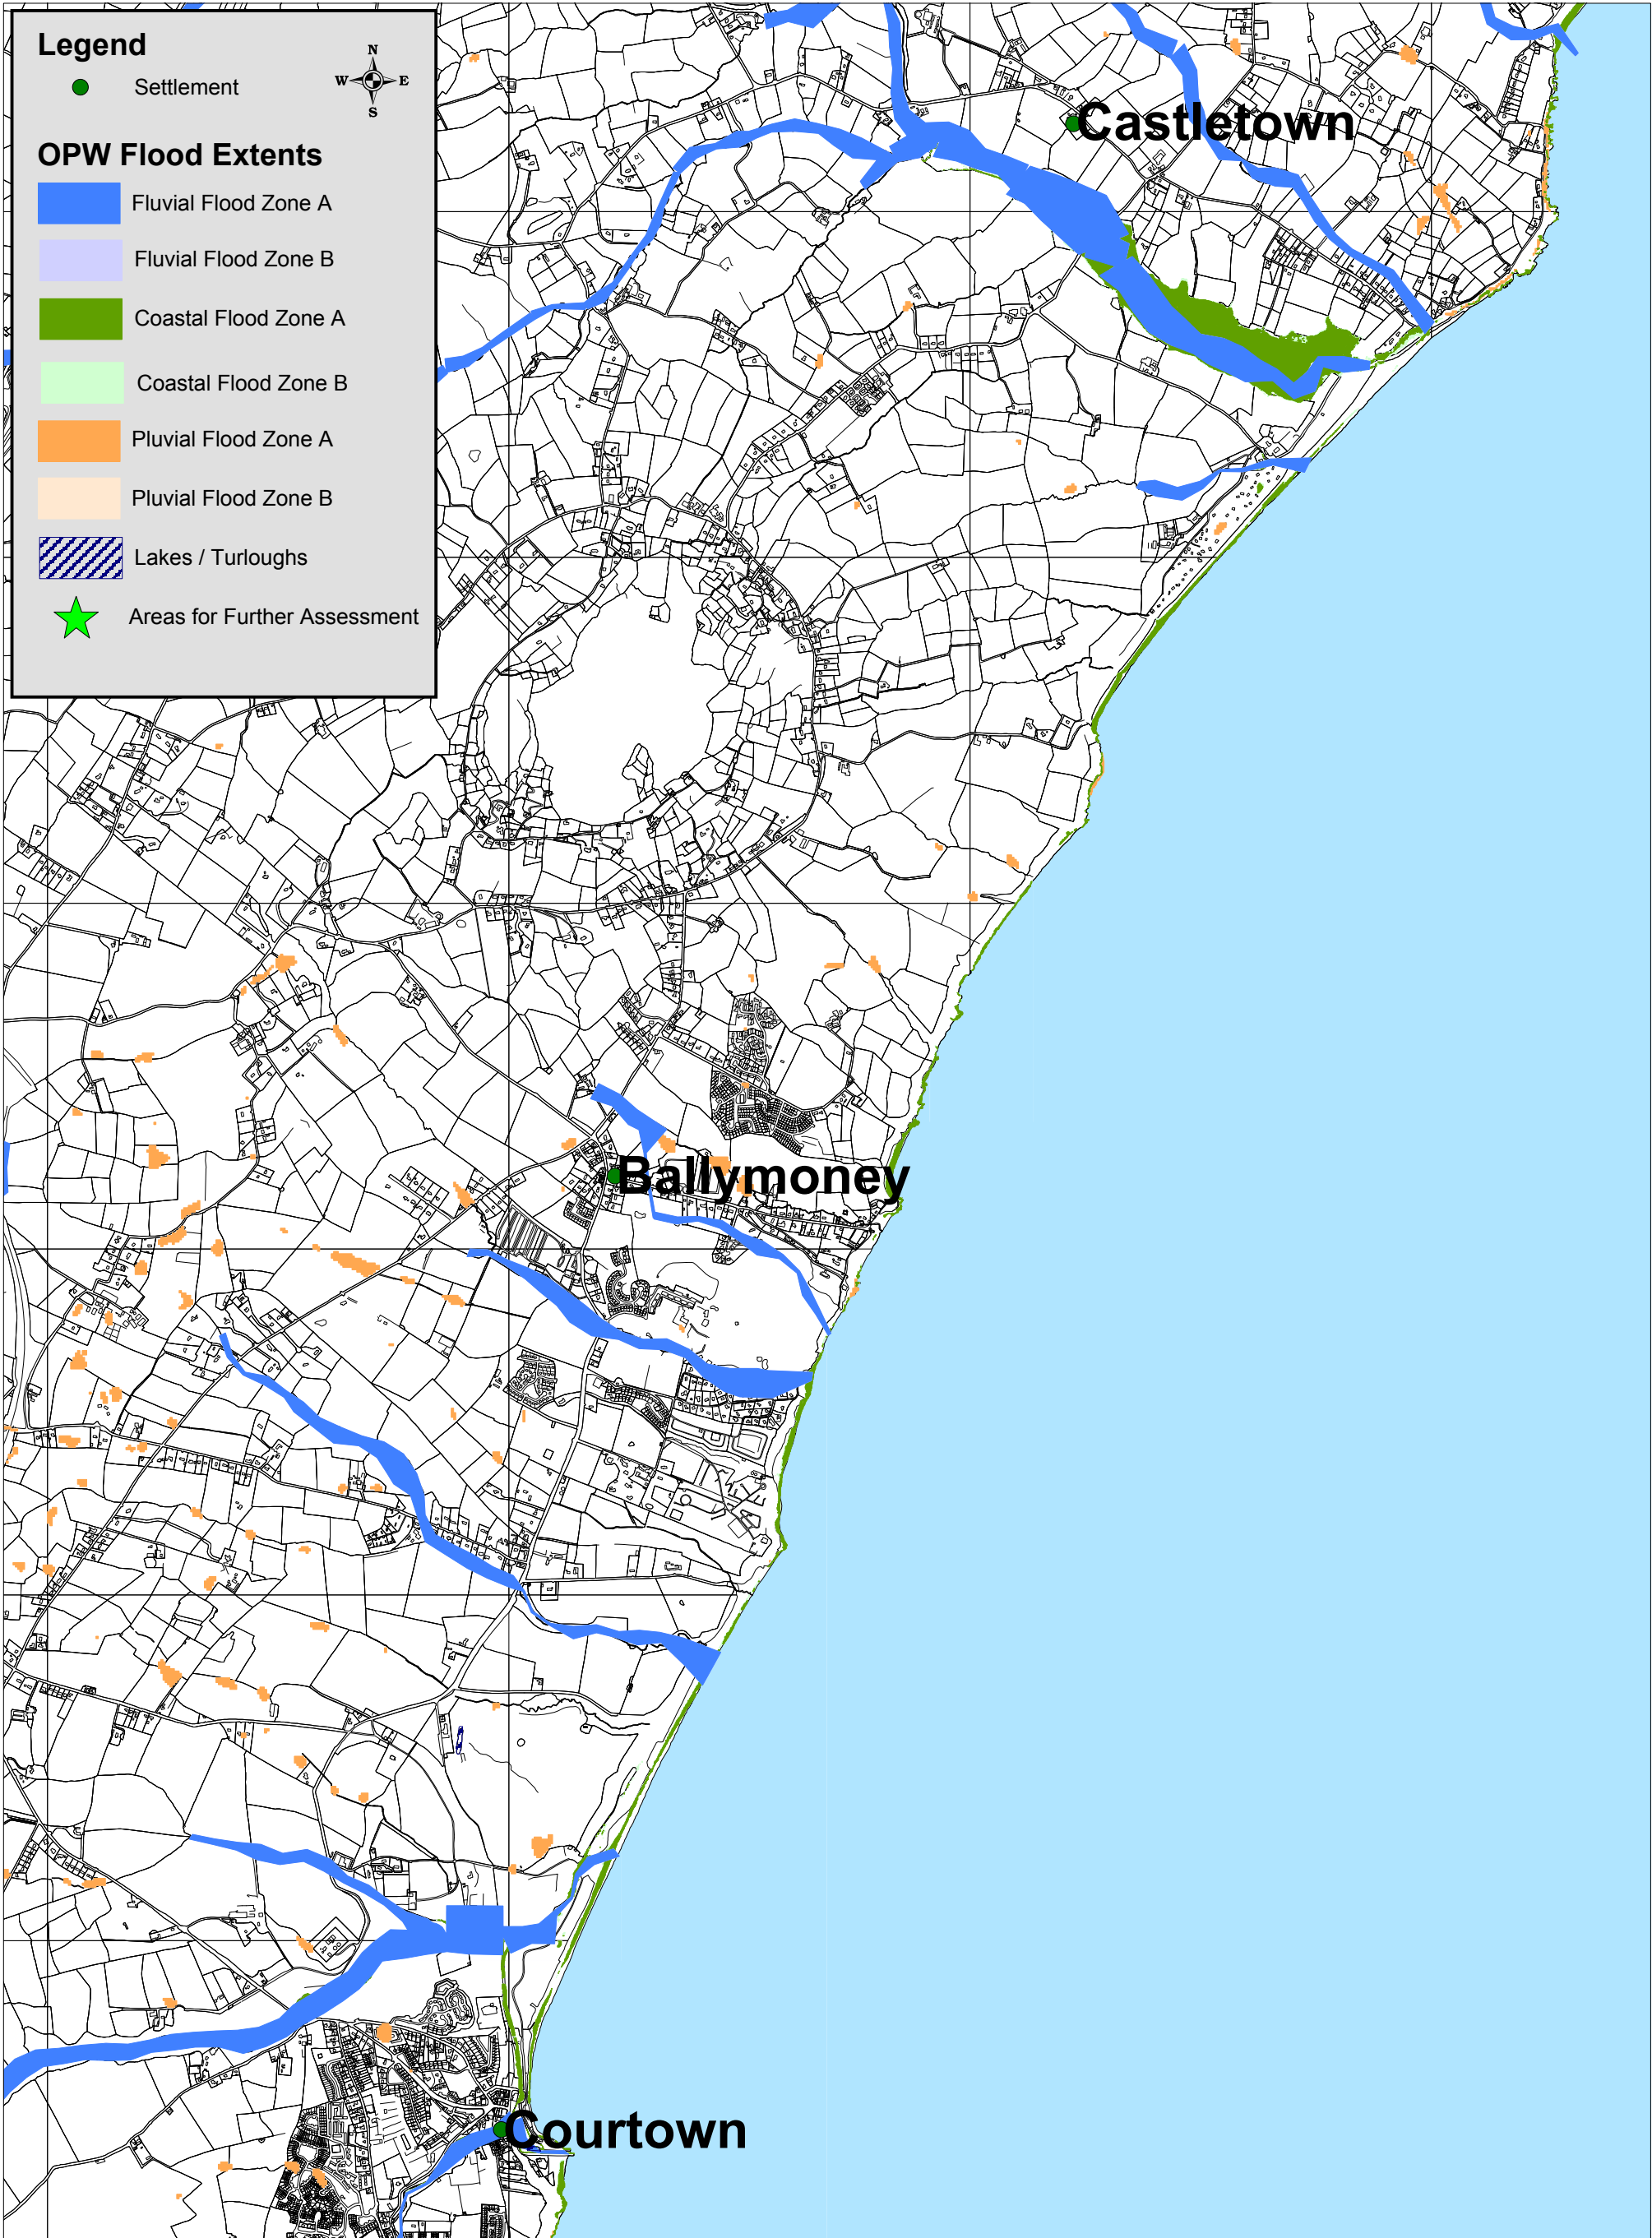 Legend
N
W E
S
Settlement
OPW Flood Extents
Fluvial Flood Zone A
Fluvial Flood Zone B
Coastal Flood Zone A
Coastal Flood Zone B
Pluvial Flood Zone A
Pluvial Flood Zone B
Lakes / Turloughs
Areas for Further Assessment
Castletown
Ballymoney
Courtown